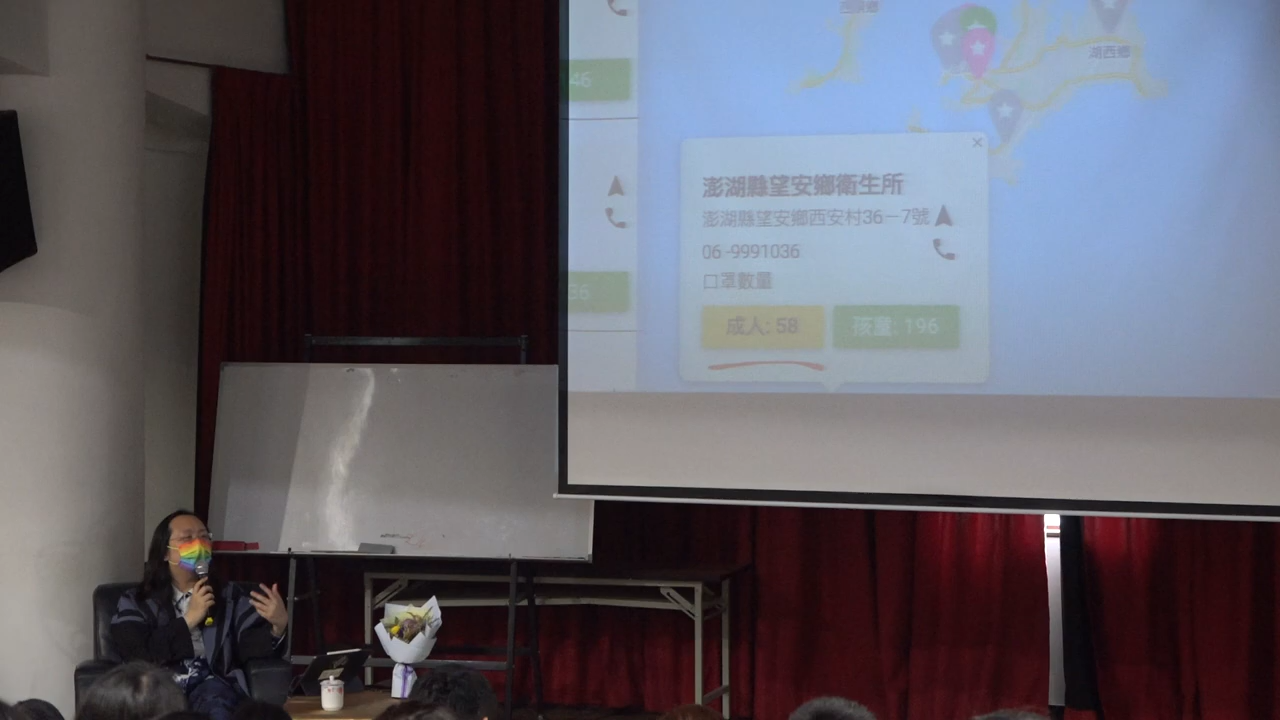 46
湖西鄉
澎湖縣望安鄉衛生所
澎湖縣望安鄉西安村36－7號
06 -9991036
口罩數量
成人: 58
孩童: 196